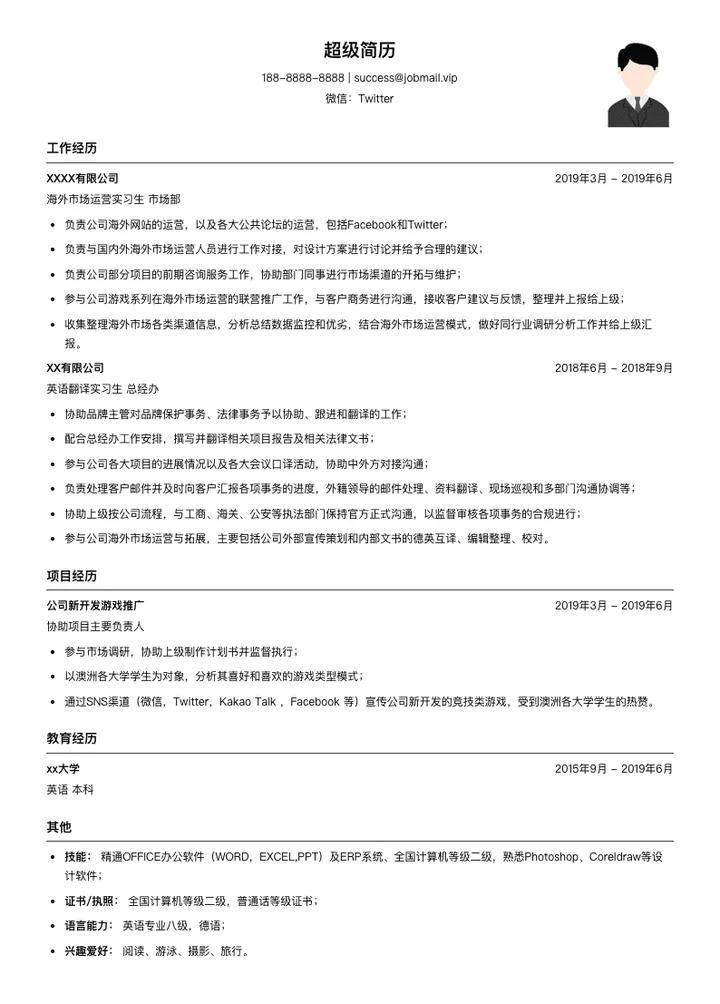 超级简历
188-8888-8888 | success@jobmail.vip
微信：Twitter
工作经历
XXXX有限公司 2019年3月 – 2019年6月
海外市场运营实习生 市场部
• 负责公司海外网站的运营，以及各大公共论坛的运营，包括Facebook和Twitter；
• 负责与国内外海外市场运营人员进行工作对接，对设计方案进行讨论并给予合理的建议；
• 负责公司部分项目的前期咨询服务工作，协助部门同事进行市场渠道的开拓与维护；
• 参与公司游戏系列在海外市场运营的联营推广工作，与客户商务进行沟通，接收客户建议与反馈，整理并上报给上级；
• 收集整理海外市场各类渠道信息，分析总结数据监控和优劣，结合海外市场运营模式，做好同行业调研分析工作并给上级汇
报。
XX有限公司 2018年6月 – 2018年9月
英语翻译实习生 总经办
• 协助品牌主管对品牌保护事务、法律事务予以协助、跟进和翻译的工作；
• 配合总经办工作安排，撰写并翻译相关项目报告及相关法律文书；
• 参与公司各大项目的进展情况以及各大会议口译活动，协助中外方对接沟通；
• 负责处理客户邮件并及时向客户汇报各项事务的进度，外籍领导的邮件处理、资料翻译、现场巡视和多部门沟通协调等；
• 协助上级按公司流程，与工商、海关、公安等执法部门保持官方正式沟通，以监督审核各项事务的合规进行；
• 参与公司海外市场运营与拓展，主要包括公司外部宣传策划和内部文书的德英互译、编辑整理、校对。
项目经历
公司新开发游戏推广 2019年3月 – 2019年6月
协助项目主要负责人
• 参与市场调研，协助上级制作计划书并监督执行；
• 以澳洲各大学学生为对象，分析其喜好和喜欢的游戏类型模式；
• 通过SNS渠道（微信，Twitter，Kakao Talk ，Facebook 等）宣传公司新开发的竞技类游戏，受到澳洲各大学学生的热赞。
教育经历
xx大学 2015年9月 – 2019年6月
英语 本科
其他
• 技能： 精通OFFICE办公软件（WORD，EXCEL,PPT）及ERP系统、全国计算机等级二级，熟悉Photoshop、Coreldraw等设
计软件；
• 证书/执照： 全国计算机等级二级，普通话等级证书；
• 语言能力： 英语专业八级，德语；
• 兴趣爱好： 阅读、游泳、摄影、旅行。